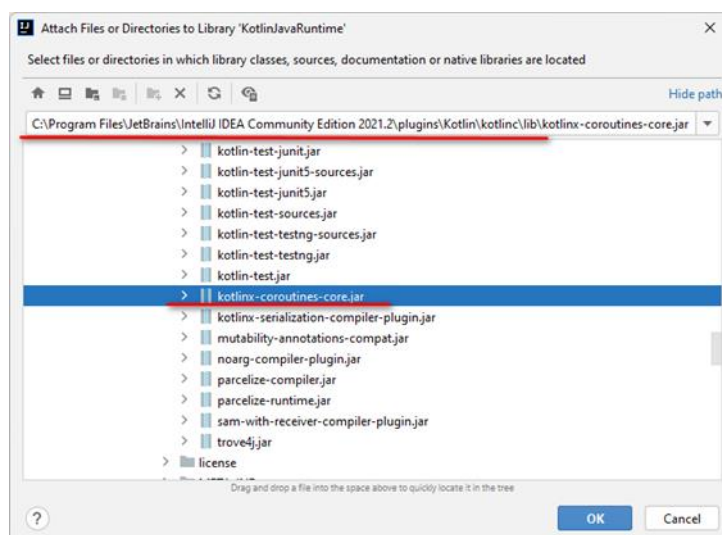 Attach Files or Directories to Library 'KotlinJavaRuntime'
Select files or directories in which library classes, sources, documentation or native libraries are located
Hide path
C:\Program Files\JetBrains\IntelliJ IDEA Community Edition 2021.2\plugins\Kotlin\kotlinc\lib\kotlinx-coroutines-core.jar
kotlin-test-junit.jar
kotlin-test-junit5-sources.jar
kotlin-test-junit5.jar
kotlin-test-sources.jar
kotlin-test-testng-sources.jar
kotlin-test-testng.jar
kotlin-test.jar
kotlinx-coroutines-core.jar
kotlinx-serialization-compiler-plugin.jar
mutability-annotations-compat.jar
noarg-compiler-plugin.jar
parcelize-compiler.jar
parcelize-runtime.jar
sam-with-receiver-compiler-plugin.jar
trove4j.jar
license
Drag and drop a file into the space above to quickly locate it in the tree
?
OK
Cancel